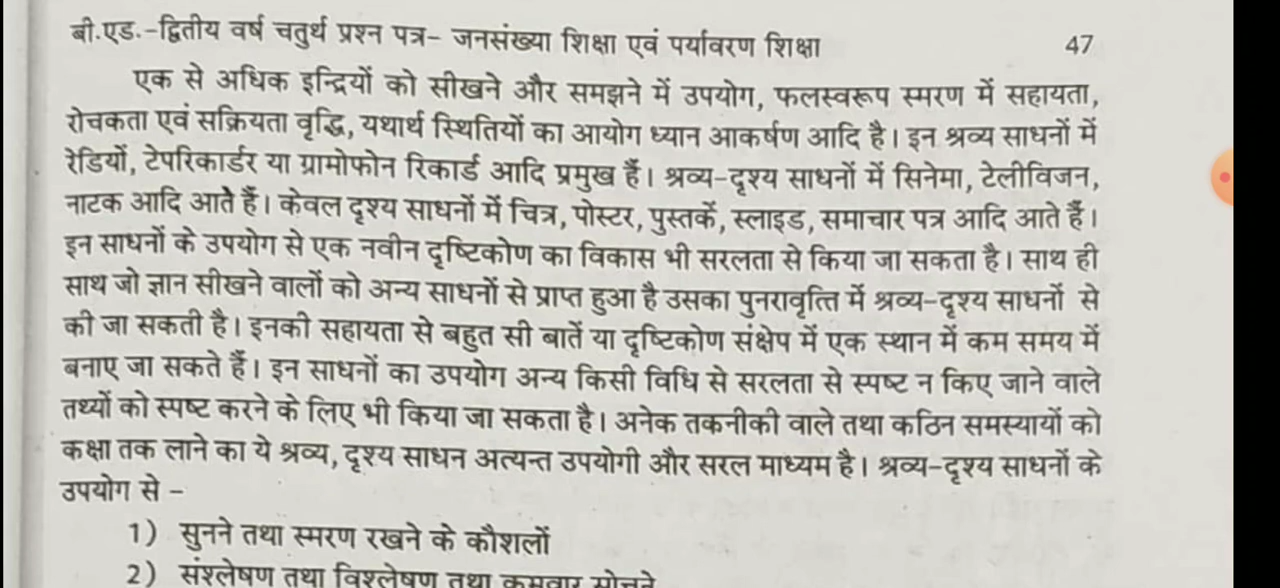 बी.एड.-द्वितीय वर्ष चतुर्थ प्रश्न पत्र- जनसंख्या शिक्षा एवं पर्यावरण शिक्षा 47
एक से अधिक इन्द्रियों को सीखने और समझने में उपयोग, फलस्वरूप स्मरण में सहायता,
रोचकता एवं सक्रियता वृद्धि, यथार्थ स्थितियों का आयोग ध्यान आकर्षण आदि है। इन श्रव्य साधनों में
रेडियों, टेपरिकार्डर या ग्रामोफोन रिकार्ड आदि प्रमुख हैं। श्रव्य-दृश्य साधनों में सिनेमा, टेलीविजन,
नाटक आदि आते हैं। केवल दृश्य साधनों में चित्र, पोस्टर, पुस्तकें, स्लाइड, समाचार पत्र आदि आते हैं।
इन साधनों के उपयोग से एक नवीन दृष्टिकोण का विकास भी सरलता से किया जा सकता है। साथ ही
साथ जो ज्ञान सीखने वालों को अन्य साधनों से प्राप्त हुआ है उसका पुनरावृत्ति में श्रव्य-दृश्य साधनों से
की जा सकती है। इनकी सहायता से बहुत सी बातें या दृष्टिकोण संक्षेप में एक स्थान में कम समय में
बनाए जा सकते हैं। इन साधनों का उपयोग अन्य किसी विधि से सरलता से स्पष्ट न किए जाने वाले
तथ्यों को स्पष्ट करने के लिए भी किया जा सकता है। अनेक तकनीकी वाले तथा कठिन समस्यायों को
कक्षा तक लाने का ये श्रव्य, दृश्य साधन अत्यन्त उपयोगी और सरल माध्यम है। श्रव्य-दृश्य साधनों के
उपयोग से –
1) सुनने तथा स्मरण रखने के कौशलों
2) संश्लेषण तथा विश्लेषण तथा क्रमवार सोचने